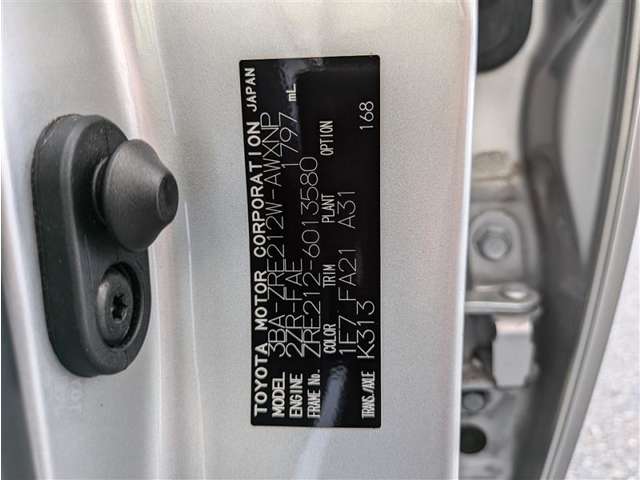 TOYOTA MOTOR CORPORATION JAPAN
MODEL 3BA-ZRE212W-AWXNP
ENGINE 2ZR-FAE 1797 mL
FRAME No. ZRE212-6013580
COLOR TRIM PLANT OPTION
1F7 FA21 A31
TRANS./AXLE K313 168